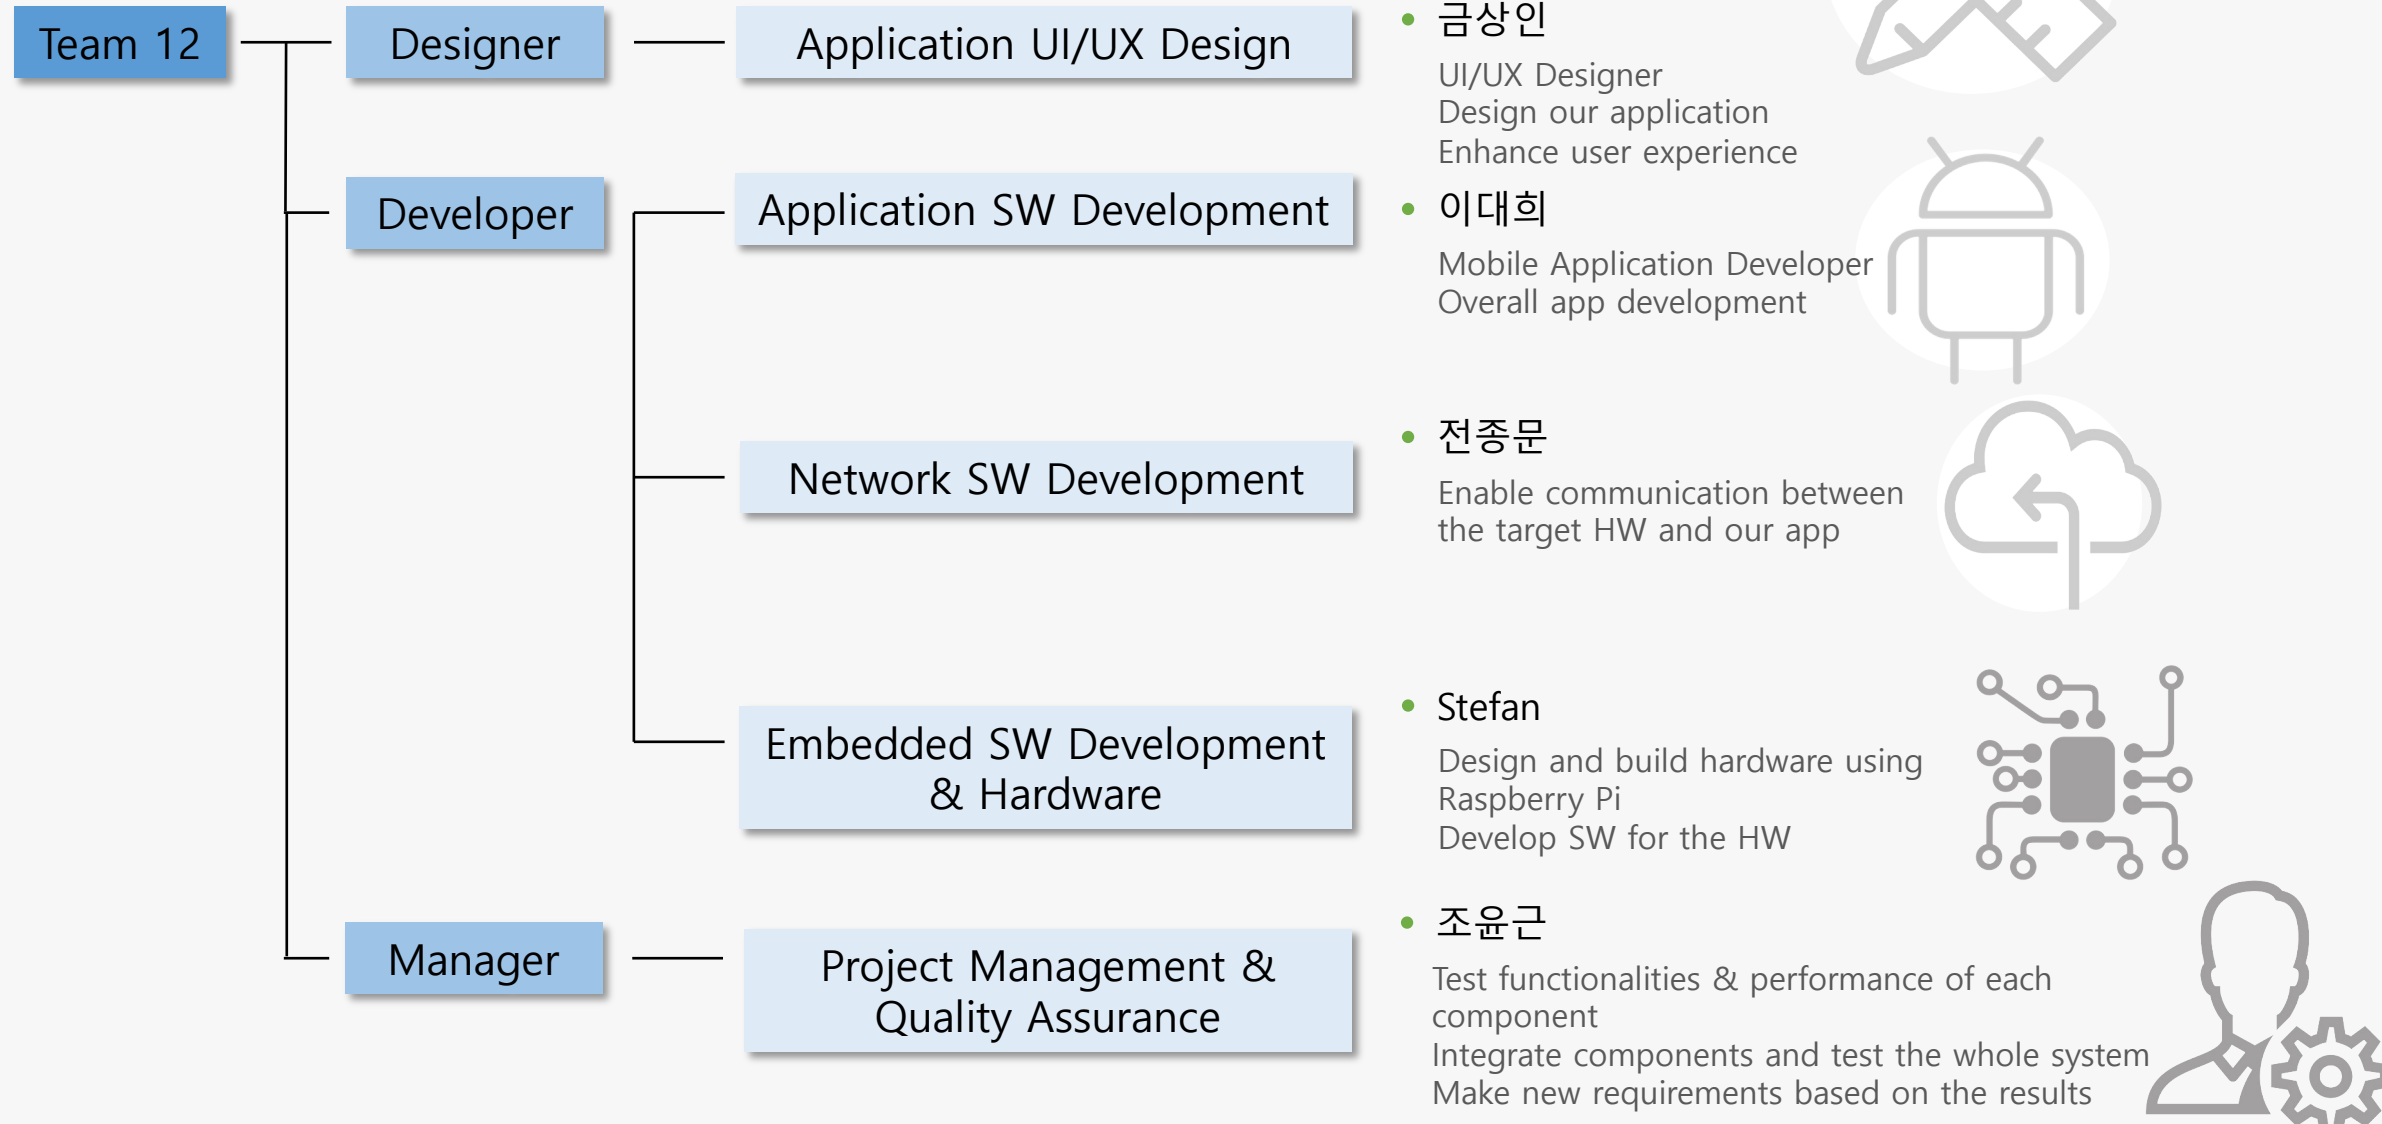 Team 12
Designer
Application UI/UX Design
• 금상인
UI/UX Designer
Design our application
Enhance user experience
Developer
Application SW Development
• 이대희
Mobile Application Developer
Overall app development
Network SW Development
• 전종문
Enable communication between
the target HW and our app
Embedded SW Development
& Hardware
• Stefan
Design and build hardware using
Raspberry Pi
Develop SW for the HW
Manager
Project Management &
Quality Assurance
• 조윤근
Test functionalities & performance of each
component
Integrate components and test the whole system
Make new requirements based on the results